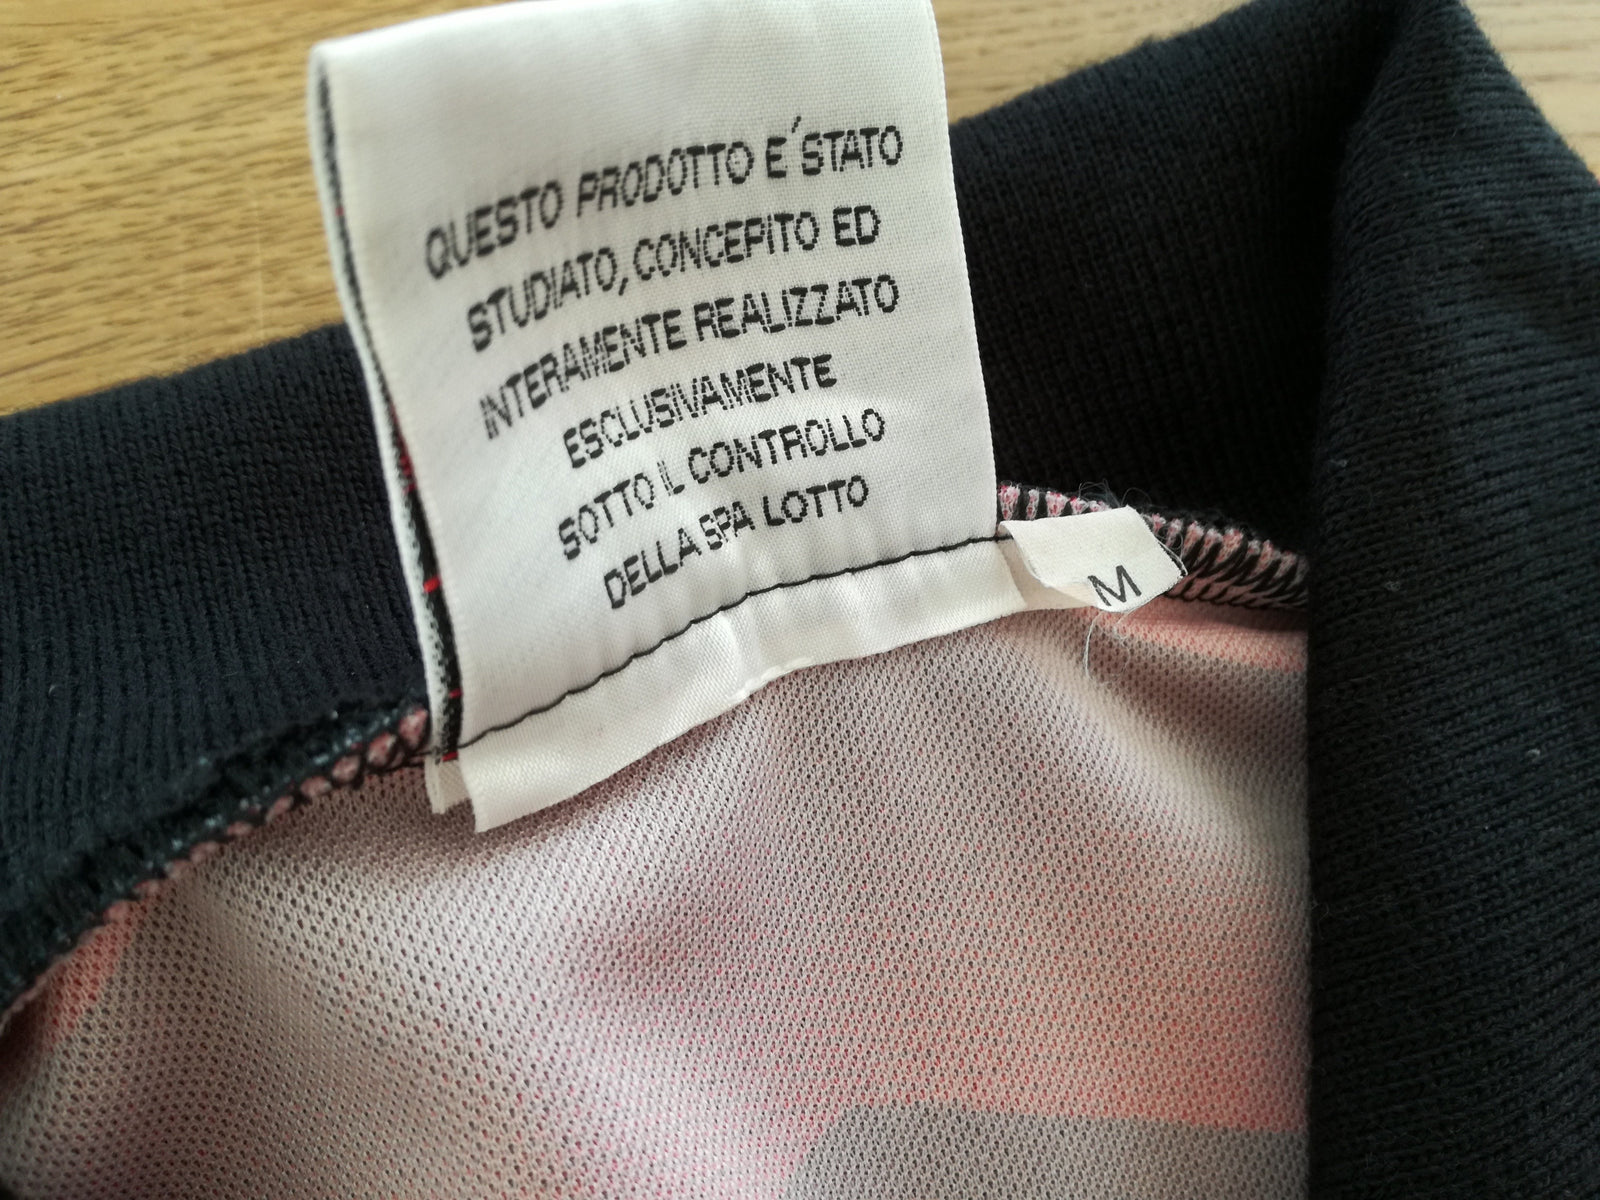 QUESTO PRODOTTO E´ STATO
STUDIATO, CONCEPITO ED
INTERAMENTE REALIZZATO
ESCLUSIVAMENTE
SOTTO IL CONTROLLO
DELLA SPA LOTTO
M